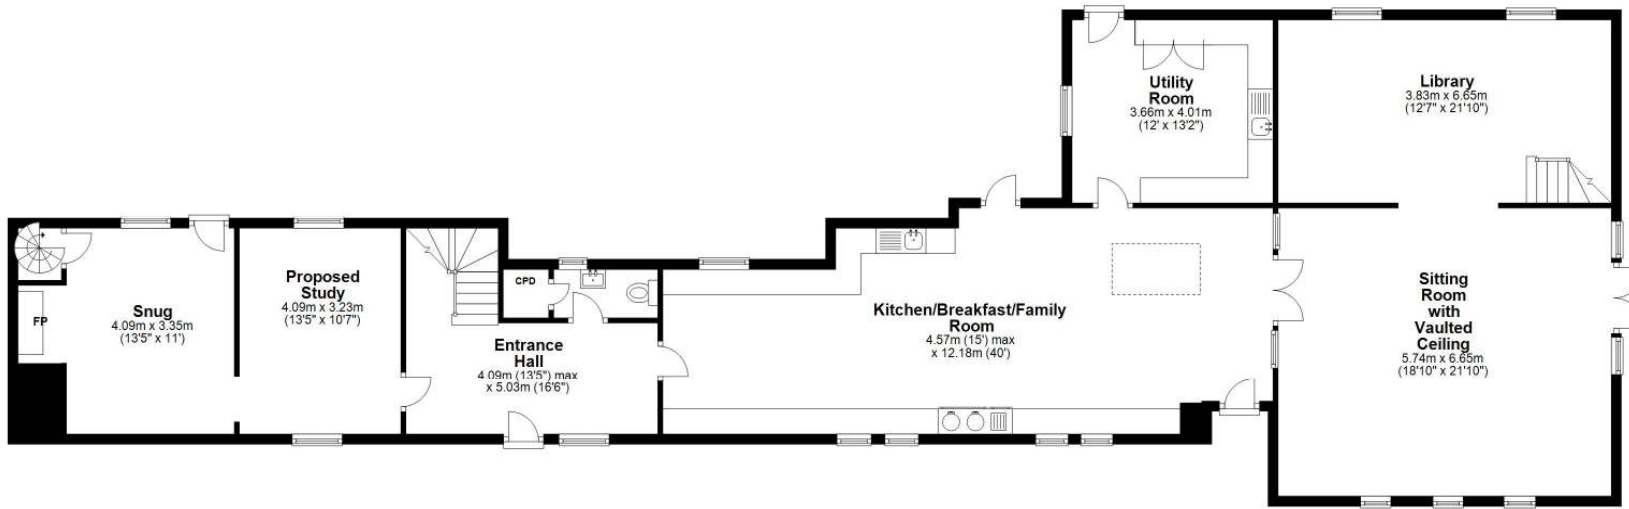 Snug
4.09m x 3.35m
(13'5" x 11')
FP
Proposed
Study
4.09m x 3.23m
(13'5" x 10'7")
CPD
Entrance
Hall
4.09m (13'5") max
x 5.03m (16'6")
Kitchen/Breakfast/Family
Room
4.57m (15') max
x 12.18m (40')
Utility
Room
3.66m x 4.01m
(12' x 13'2")
Library
3.83m x 6.65m
(12'7" x 21'10")
Sitting
Room
with
Vaulted
Ceiling
5.74m x 6.65m
(18'10" x 21'10")